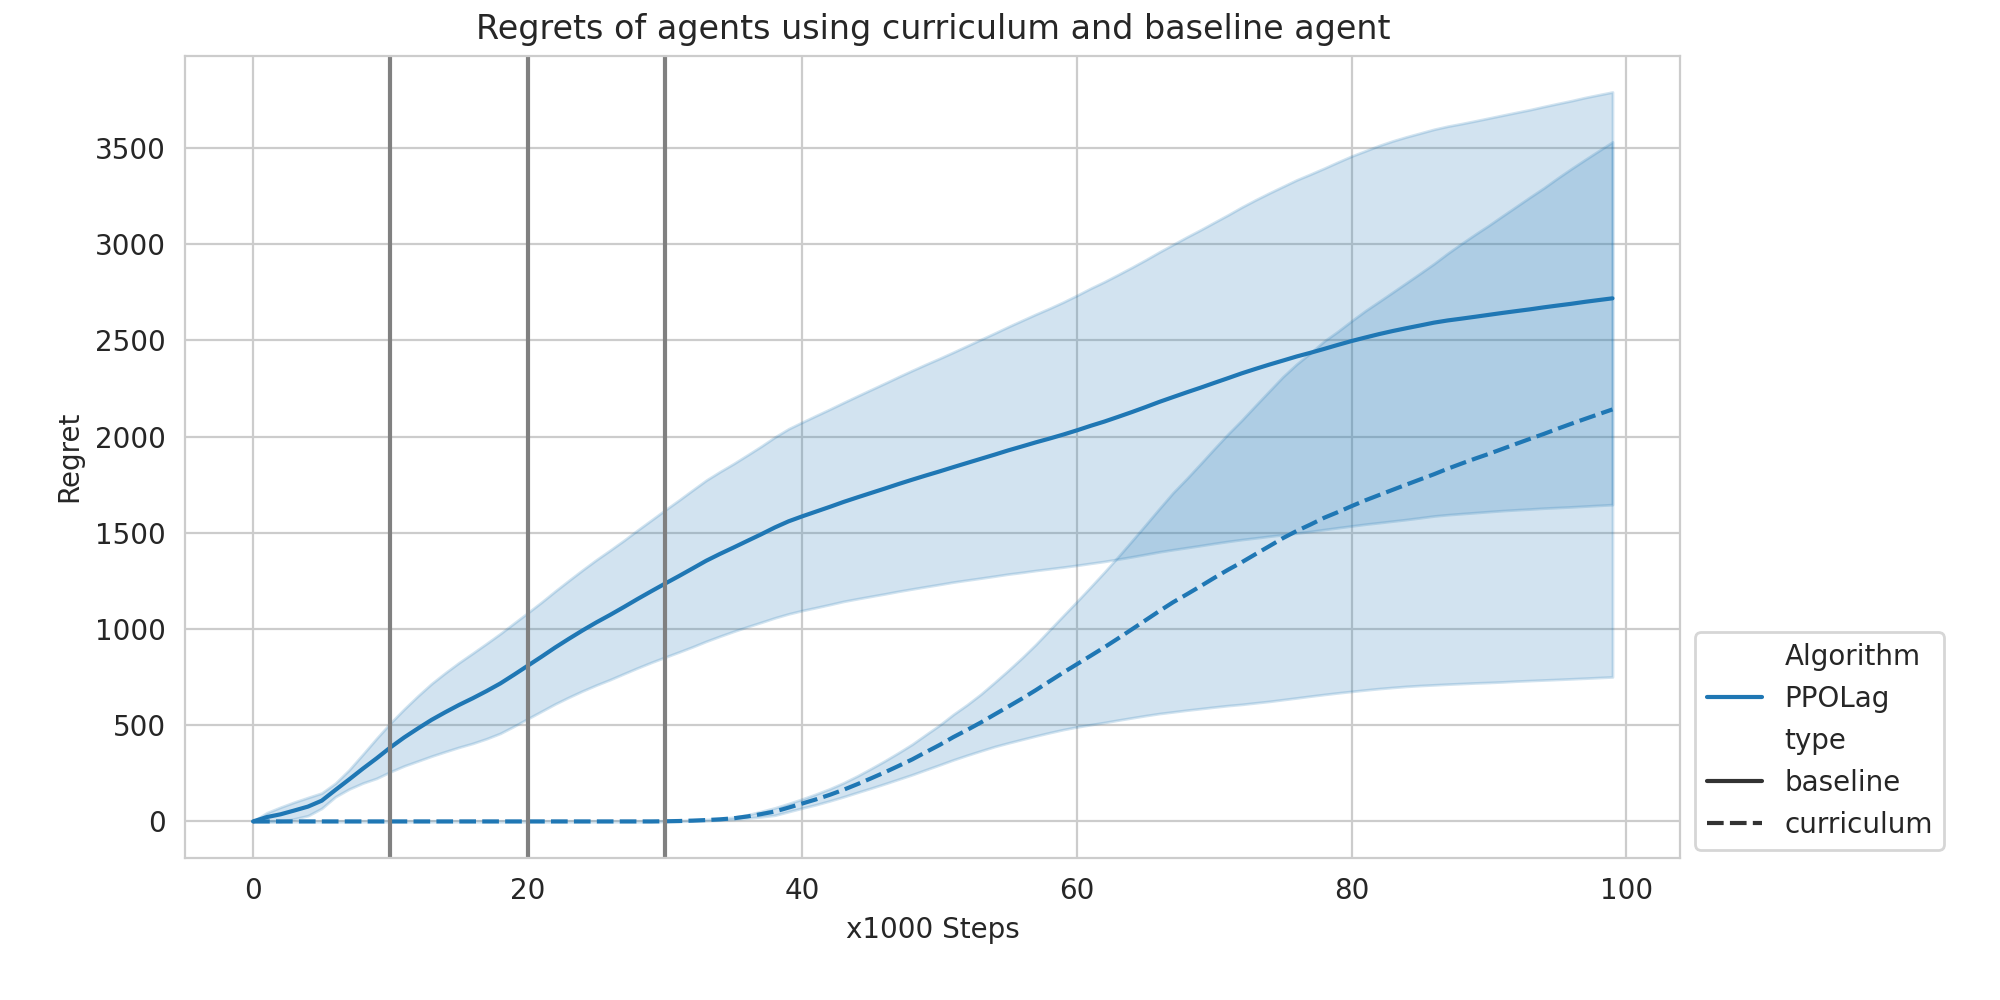 Regrets of agents using curriculum and baseline agent
3500
3000
2500
2000
1500
1000
500
0
Regret
0 20 40 60 80 100
x1000 Steps
Algorithm
PPOLag
type
baseline
curriculum